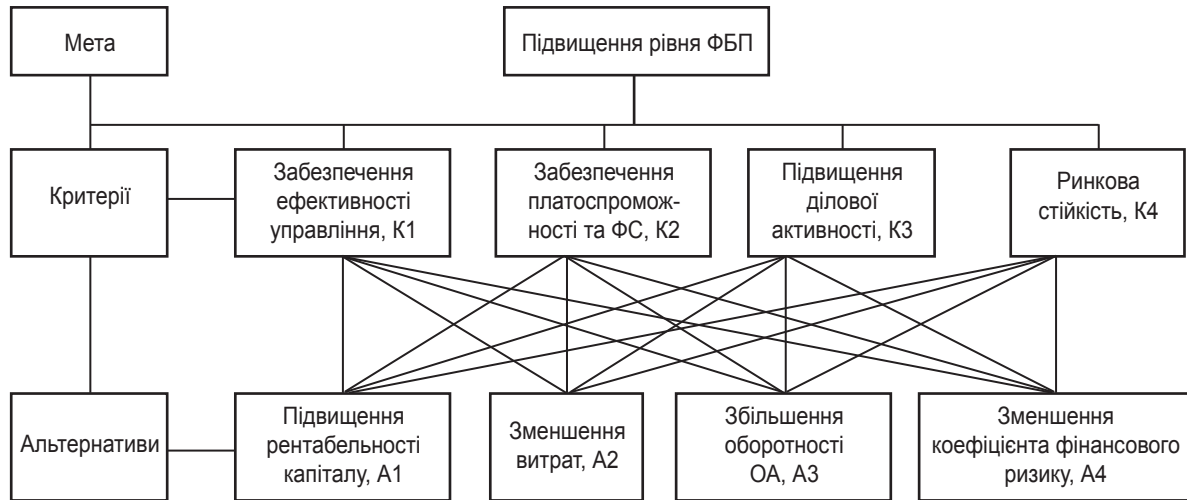 Мета
Підвищення рівня ФБП
Критерії
Забезпечення
ефективності
управління, К1
Забезпечення
платоспромож-
ності та ФС, К2
Підвищення
ділової
активності, К3
Ринкова
стійкість, К4
Альтернативи
Підвищення
рентабельності
капіталу, А1
Зменшення
витрат, А2
Збільшення
оборотності
ОА, А3
Зменшення
коефіцієнта фінансового
ризику, А4